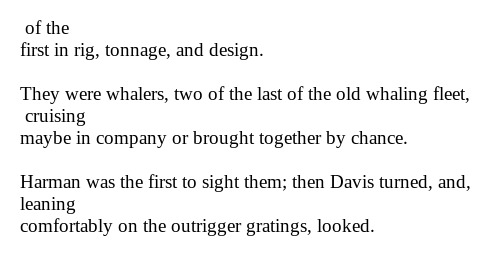 of the
first in rig, tonnage, and design.

They were whalers, two of the last of the old whaling fleet,
cruising
maybe in company or brought together by chance.

Harman was the first to sight them; then Davis turned, and,
leaning
comfortably on the outrigger gratings, looked.